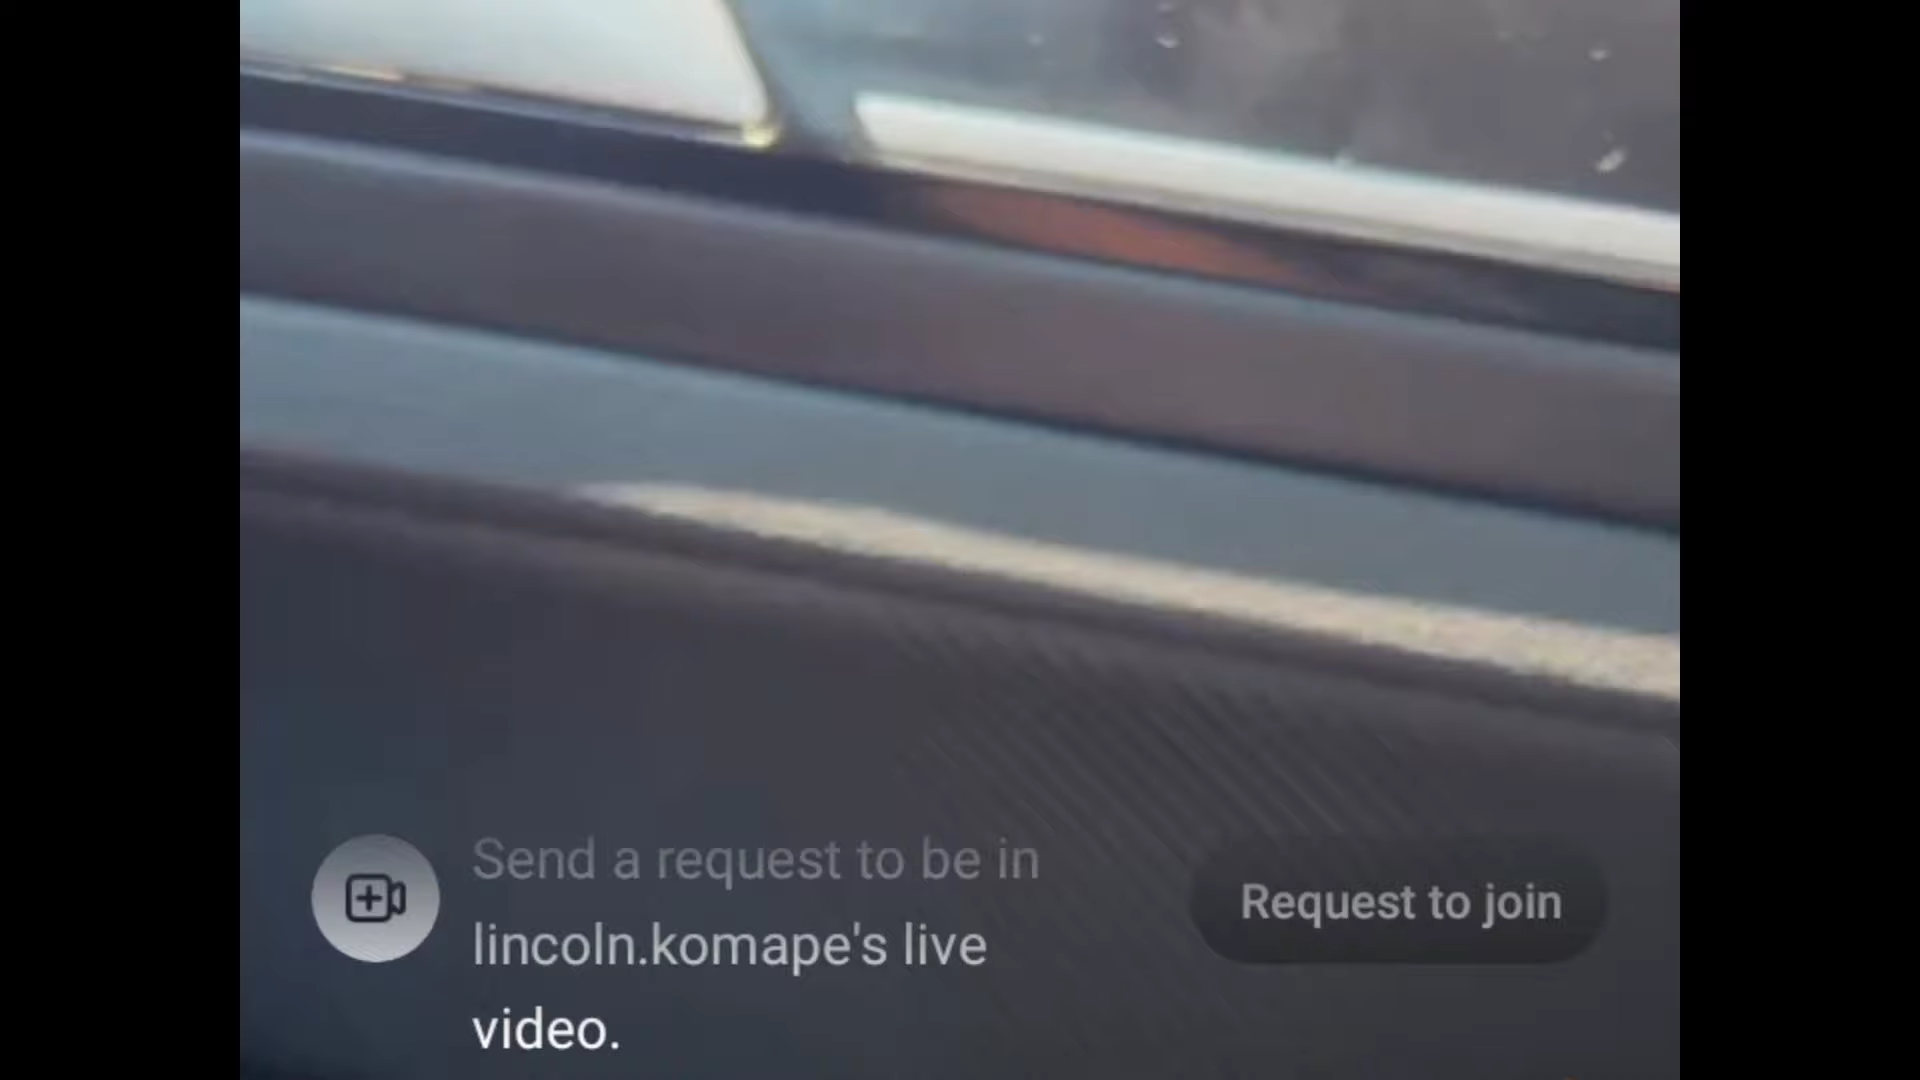 Send a request to be in
lincoln.komape's live
video.
Request to join